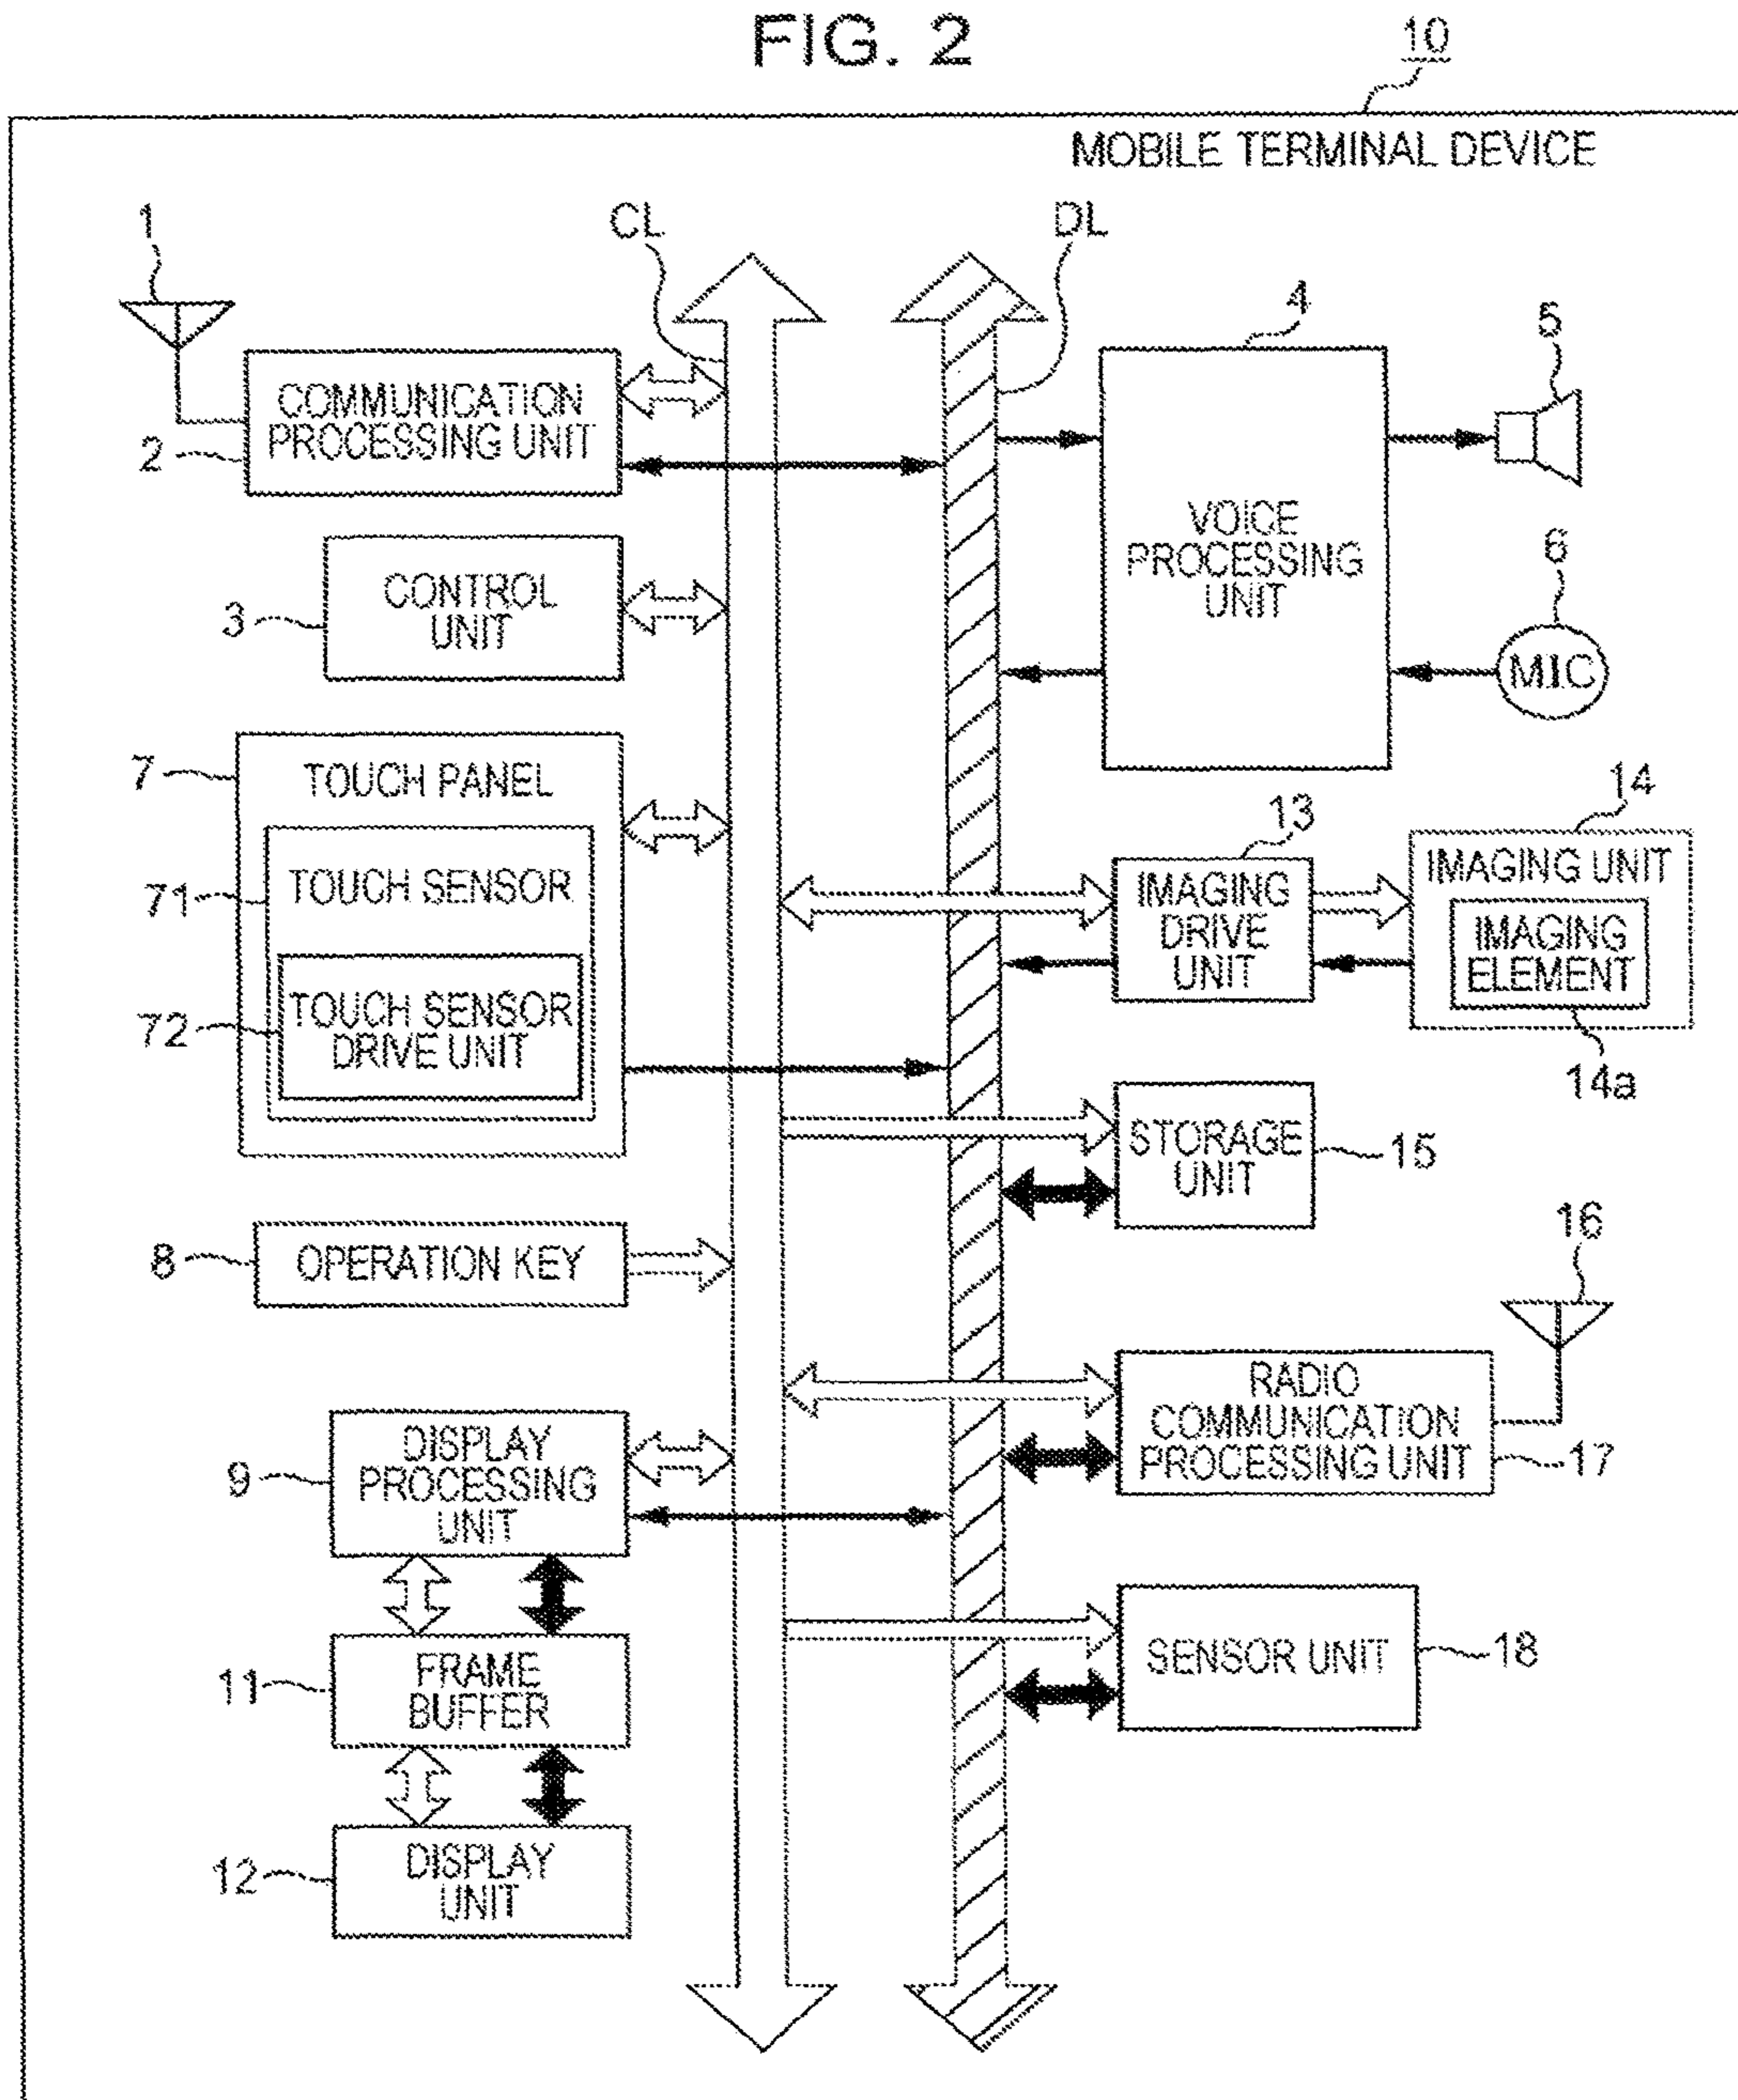 FIG. 2
10
MOBILE TERMINAL DEVICE
1
CL
DL
COMMUNICATION
PROCESSING UNIT
2
4
5
VOICE
PROCESSING
UNIT
CONTROL
UNIT
3
6
MIC
7
TOUCH PANEL
71
TOUCH SENSOR
72
TOUCH SENSOR
DRIVE UNIT
13
IMAGING
DRIVE
UNIT
14
IMAGING UNIT
IMAGING
ELEMENT
14a
STORAGE
UNIT
15
8
OPERATION KEY
16
RADIO
COMMUNICATION
PROCESSING UNIT
17
9
DISPLAY
PROCESSING
UNIT
SENSOR UNIT
18
11
FRAME
BUFFER
12
DISPLAY
UNIT